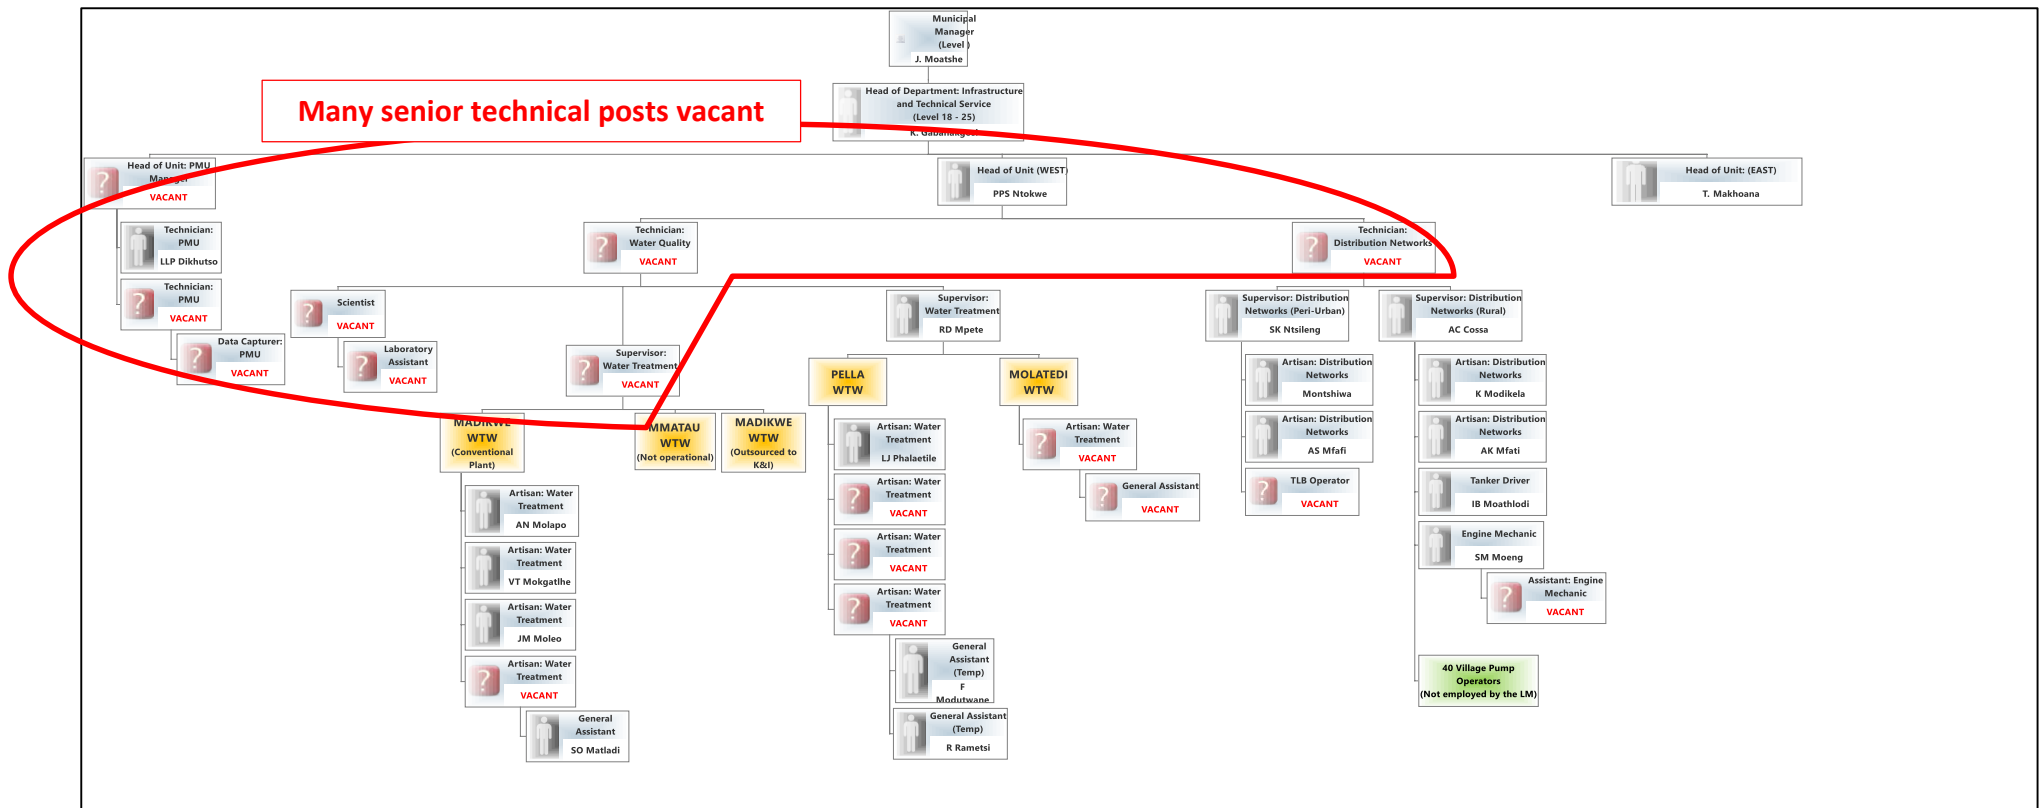 Municipal
Manager
(Level )
J. Moatshe
Many senior technical posts vacant
Head of Department: Infrastructure
and Technical Service
(Level 18 - 25)
Head of Unit: PMU
Manager
VACANT
Head of Unit (WEST)
PPS Ntokwe
Head of Unit: (EAST)
T. Makhoana
Technician:
PMU
LLP Dikhutso
Technician:
Water Quality
VACANT
Technician:
Distribution Networks
VACANT
Technician:
PMU
VACANT
Data Capturer:
PMU
VACANT
Scientist
VACANT
Laboratory
Assistant
VACANT
Supervisor:
Water Treatment
VACANT
Supervisor:
Water Treatment
RD Mpete
Supervisor: Distribution
Networks (Peri-Urban)
SK Ntsileng
Supervisor: Distribution
Networks (Rural)
AC Cossa
MADIKWE
WTW
(Conventional
Plant)
MMATAU
WTW
(Not operational)
MADIKWE
WTW
(Outsourced to
K&I)
PELLA
WTW
MOLATEDI
WTW
Artisan: Water
Treatment
AN Molapo
Artisan: Water
Treatment
VT Mokgatlhe
Artisan: Water
Treatment
JM Moleo
Artisan: Water
Treatment
VACANT
General
Assistant
SO Matladi
Artisan: Water
Treatment
LJ Phalaetile
Artisan: Water
Treatment
VACANT
Artisan: Water
Treatment
VACANT
Artisan: Water
Treatment
VACANT
General
Assistant
(Temp)
F
Modutwane
General Assistant
(Temp)
R Rametsi
Artisan: Water
Treatment
VACANT
General Assistant
VACANT
Artisan: Distribution
Networks
Montshiwa
Artisan: Distribution
Networks
AS Mfafi
TLB Operator
VACANT
Artisan: Distribution
Networks
K Modikela
Artisan: Distribution
Networks
AK Mfati
Tanker Driver
IB Moathlodi
Engine Mechanic
SM Moeng
Assistant: Engine
Mechanic
VACANT
40 Village Pump
Operators
(Not employed by the LM)